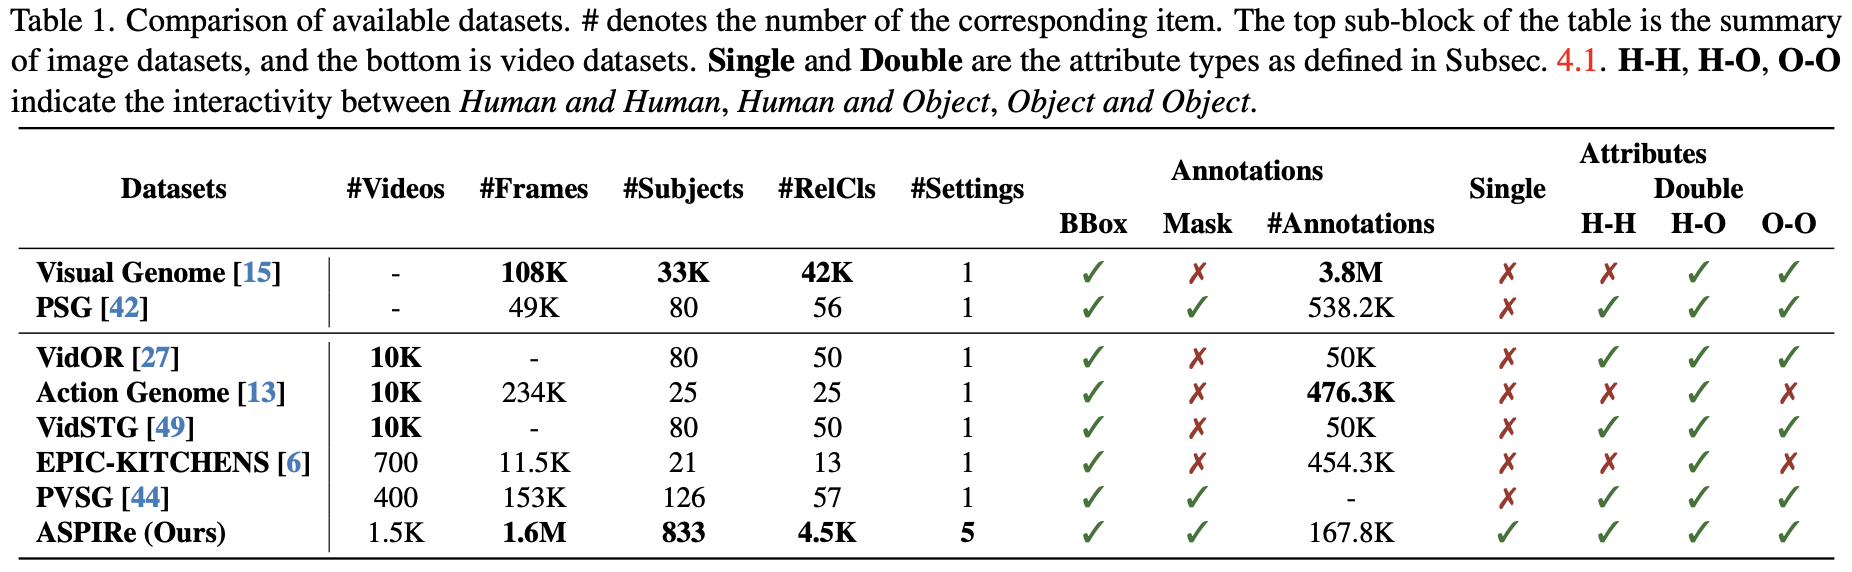 Table 1. Comparison of available datasets. # denotes the number of the corresponding item. The top sub-block of the table is the summary
of image datasets, and the bottom is video datasets. Single and Double are the attribute types as defined in Subsec. 4.1. H-H, H-O, O-O
indicate the interactivity between Human and Human, Human and Object, Object and Object.
Attributes
Annotations
Datasets #Videos #Frames #Subjects #RelCls #Settings Single Double
BBox Mask #Annotations H-H H-O O-O
Visual Genome [15] - 108K 33K 42K 1 ✓ ✗ 3.8M ✗ ✗ ✓ ✓
PSG [42] - 49K 80 56 1 ✓ ✓ 538.2K ✗ ✓ ✓ ✓
VidOR [27] 10K - 80 50 1 ✓ ✗ 50K ✗ ✓ ✓ ✓
Action Genome [13] 10K 234K 25 25 1 ✓ ✗ 476.3K ✗ ✗ ✓ ✗
VidSTG [49] 10K - 80 50 1 ✓ ✗ 50K ✗ ✓ ✓ ✓
EPIC-KITCHENS [6] 700 11.5K 21 13 1 ✓ ✗ 454.3K ✗ ✗ ✓ ✗
PVSG [44] 400 153K 126 57 1 ✓ ✓ - ✗ ✓ ✓ ✓
ASPIRe (Ours) 1.5K 1.6M 833 4.5K 5 ✓ ✓ 167.8K ✓ ✓ ✓ ✓